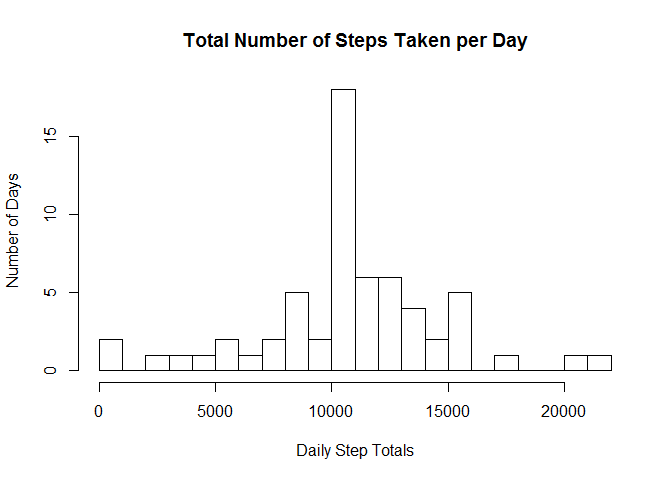 Total Number of Steps Taken per Day
Number of Days
15
10
5
0
0 5000 10000 15000 20000
Daily Step Totals